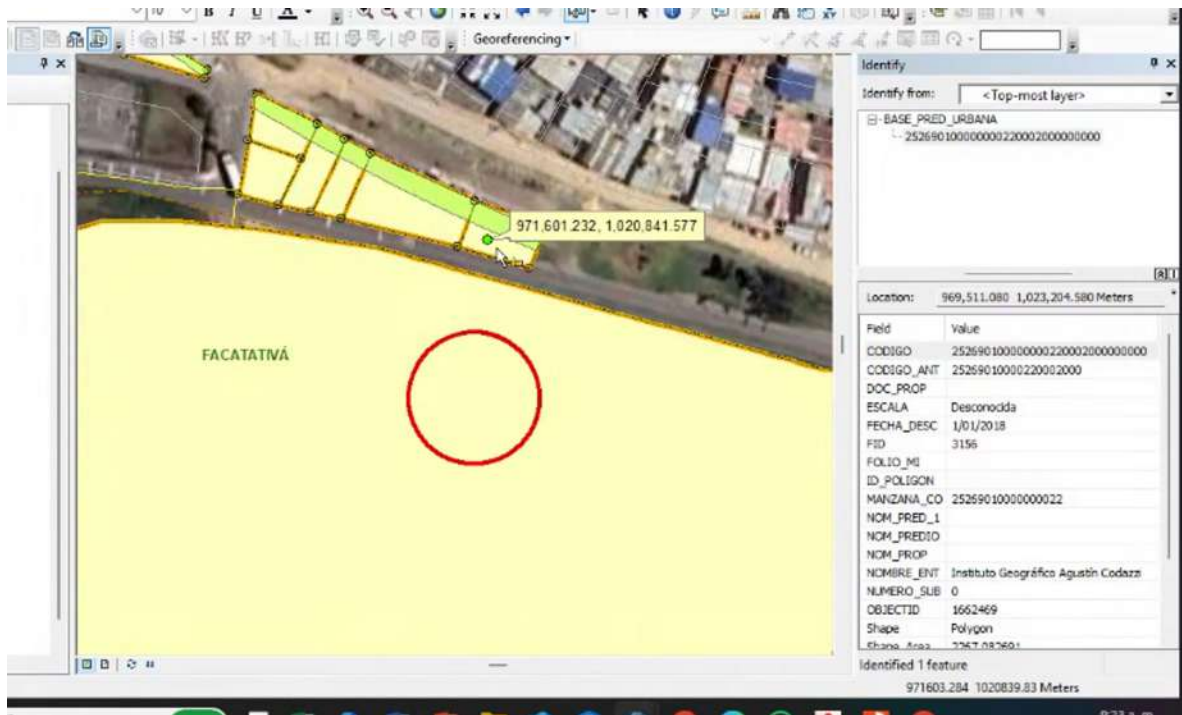 10
B I U A
Georeferencing
Identify
Identify from:
<Top-most layer>
BASE_PRED_URBANA
971,601.232, 1,020,841.577
Location:
969,511.080 1,023,204.580 Meters
Field Value
CODIGO
CODIGO_ANT 25269010000220002000
FACATATIVÁ
DOC_PROP
ESCALA Desconocida
FECHA_DESC 1/01/2018
FID 3156
FOLIO_MI
ID_POLIGON
MANZANA_CO 25269010000000022
NOM_PRED_1
NOM_PREDIO
NOM_PROP
NOMBRE_ENT Instituto Geográfico Agustín Codazzi
NUMERO_SUB 0
OBJECTID 1662469
Shape Polygon
Identified 1 feature
971603.284 1020839.83 Meters